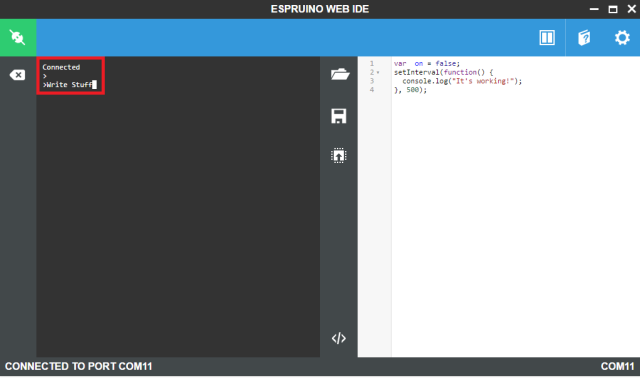 ESPRUINO WEB IDE
Connected
>
>Write Stuff
1 var on = false;
2 setInterval(function() {
3 console.log("It's working!");
4 }, 500);
</>
CONNECTED TO PORT COM11
COM11